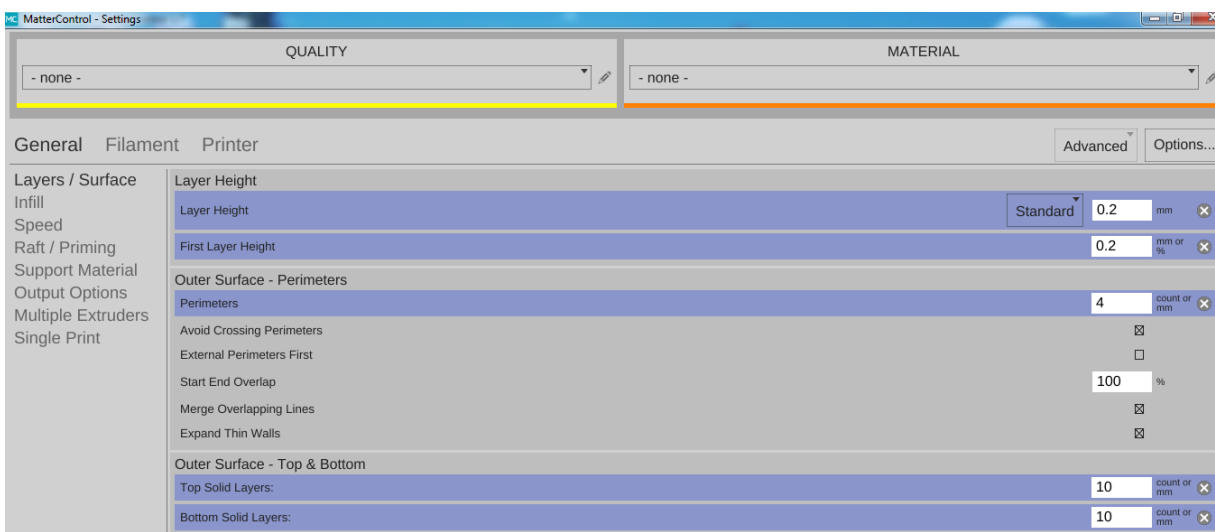 MC MatterControl - Settings
QUALITY
MATERIAL
- none -
- none -
General Filament Printer
Advanced
Options...
Layers / Surface
Infill
Speed
Raft / Priming
Support Material
Output Options
Multiple Extruders
Single Print
Layer Height
Layer Height Standard 0.2 mm
First Layer Height 0.2 mm or %
Outer Surface - Perimeters
Perimeters 4 count or mm
Avoid Crossing Perimeters
External Perimeters First
Start End Overlap 100 %
Merge Overlapping Lines
Expand Thin Walls
Outer Surface - Top & Bottom
Top Solid Layers: 10 count or mm
Bottom Solid Layers: 10 count or mm